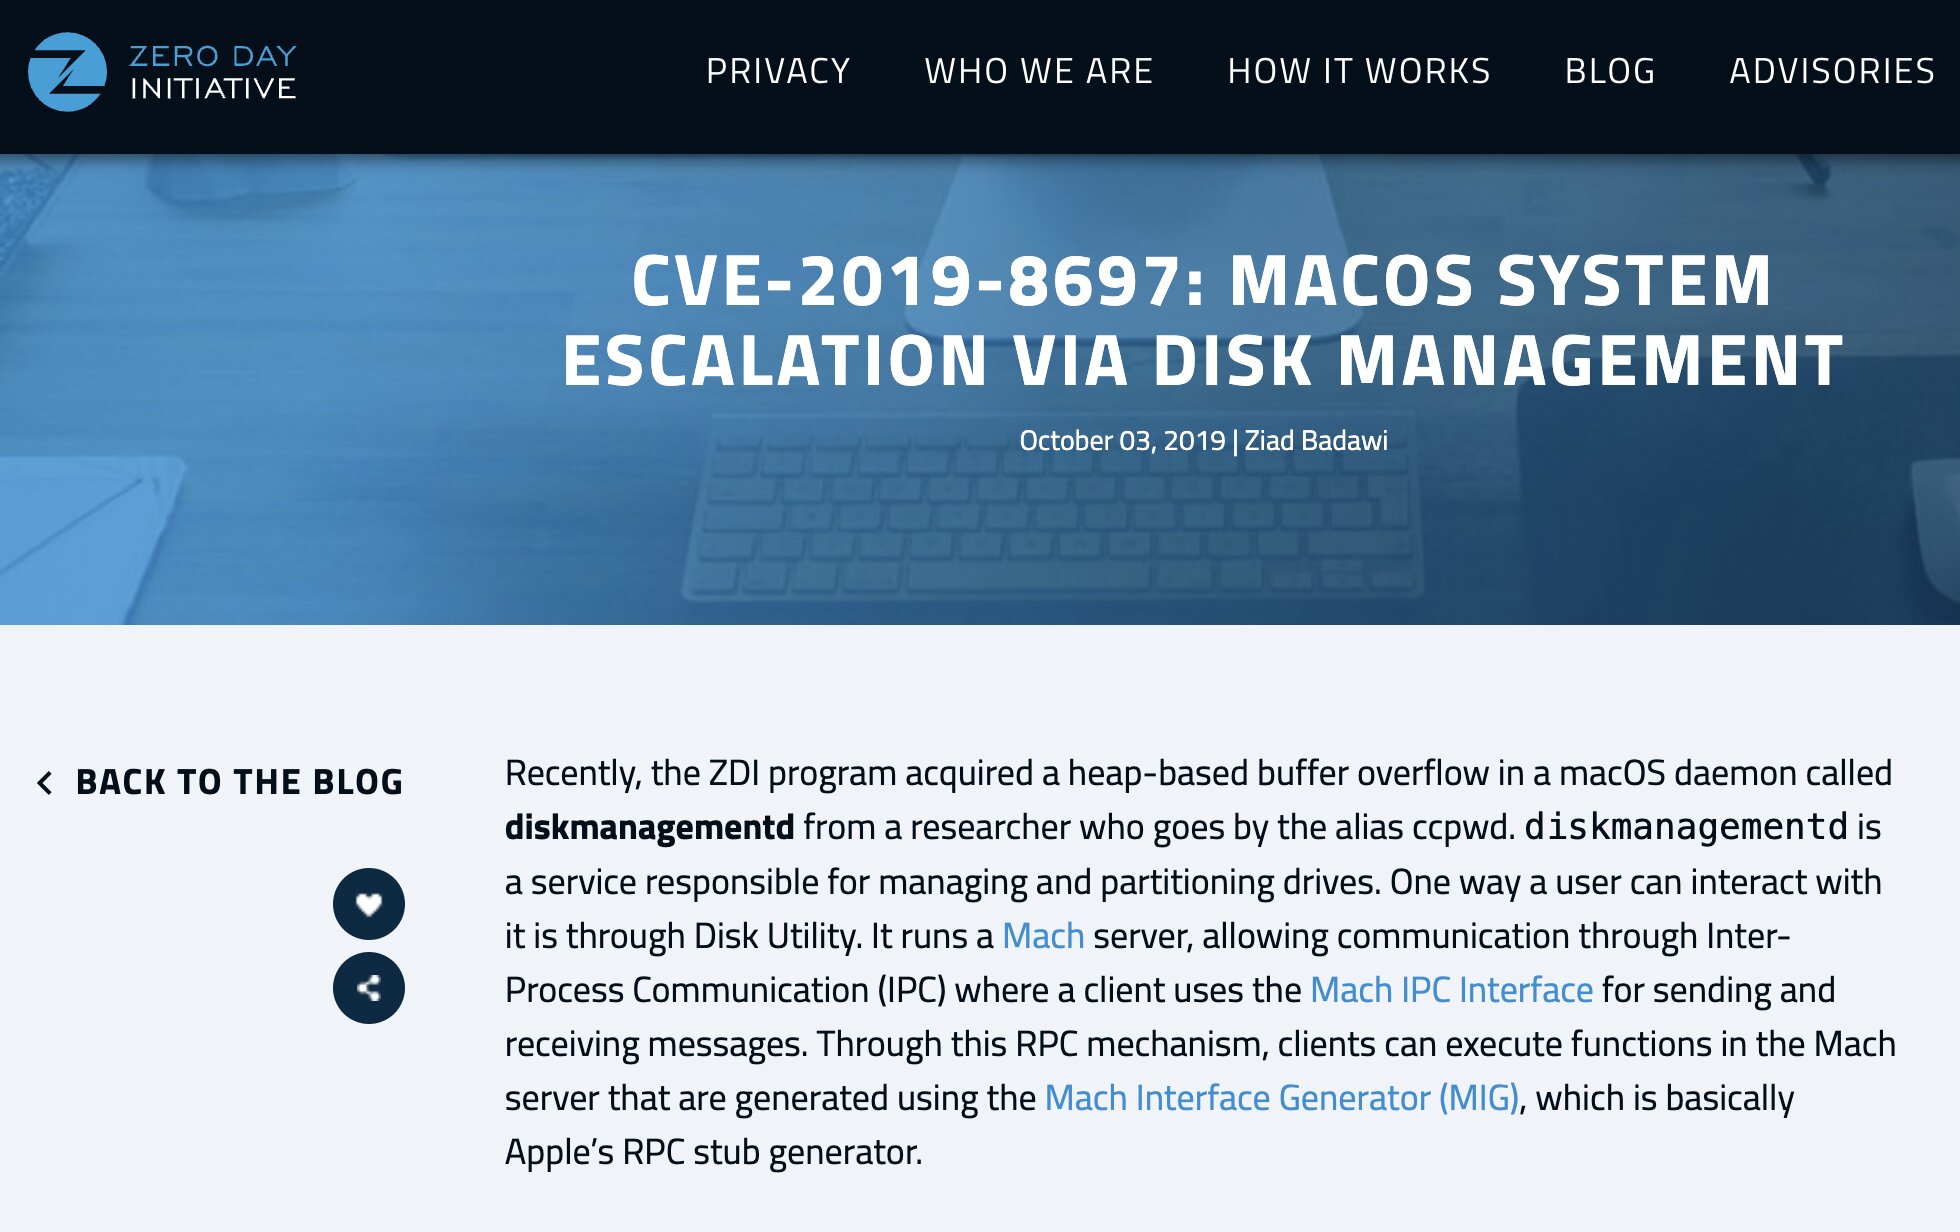 ZERO DAY
INITIATIVE
PRIVACY WHO WE ARE HOW IT WORKS BLOG ADVISORIES
CVE-2019-8697: MACOS SYSTEM
ESCALATION VIA DISK MANAGEMENT
October 03, 2019 | Ziad Badawi
BACK TO THE BLOG
Recently, the ZDI program acquired a heap-based buffer overflow in a macOS daemon called
diskmanagementd from a researcher who goes by the alias ccpwd. diskmanagementd is
a service responsible for managing and partitioning drives. One way a user can interact with
it is through Disk Utility. It runs a Mach server, allowing communication through Inter-
Process Communication (IPC) where a client uses the Mach IPC Interface for sending and
receiving messages. Through this RPC mechanism, clients can execute functions in the Mach
server that are generated using the Mach Interface Generator (MIG), which is basically
Apple’s RPC stub generator.